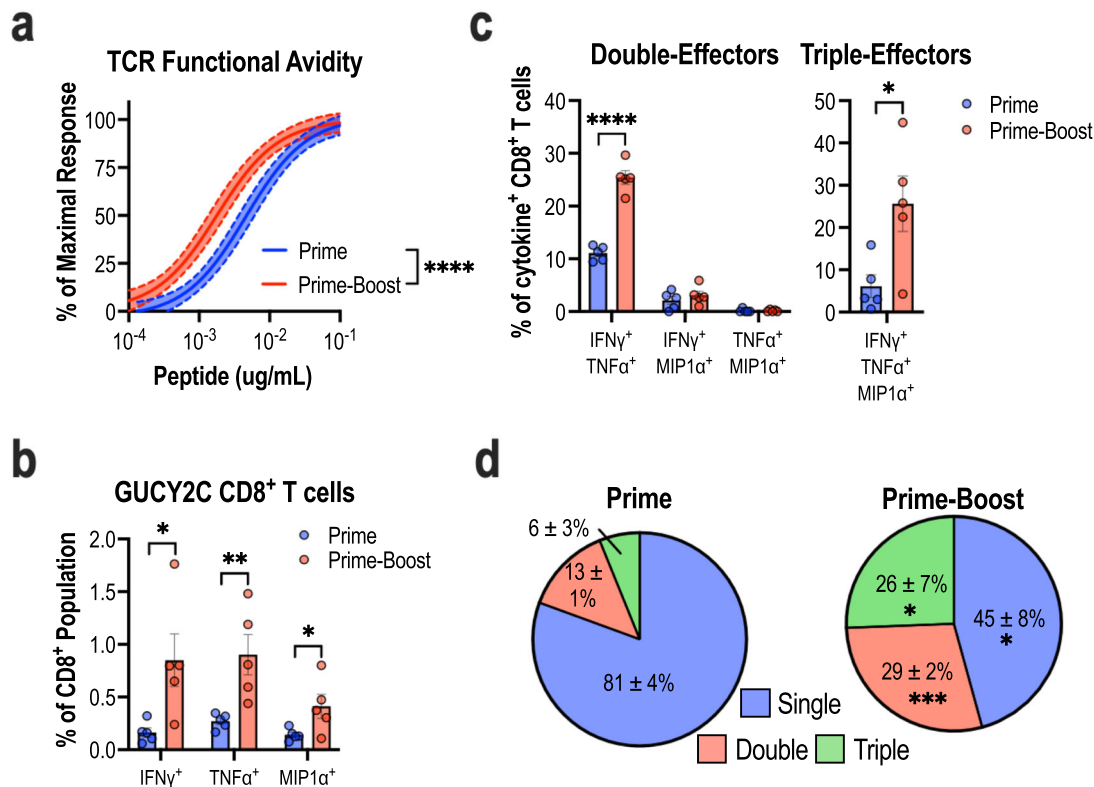 a
TCR Functional Avidity
% of Maximal Response
100
75
50
25
0
10⁻⁴ 10⁻³ 10⁻² 10⁻¹
Peptide (ug/mL)
Prime
Prime-Boost
****
c
Double-Effectors
Triple-Effectors
% of cytokine⁺ CD8⁺ T cells
40
30
20
10
0
****
IFNγ⁺ IFNγ⁺ TNFα⁺
TNFα⁺ MIP1α⁺ MIP1α⁺
50
40
30
20
10
0
*
IFNγ⁺
TNFα⁺
MIP1α⁺
Prime
Prime-Boost
b
GUCY2C CD8⁺ T cells
% of CD8⁺ Population
2.0
1.5
1.0
0.5
0.0
*
**
*
Prime
Prime-Boost
IFNγ⁺ TNFα⁺ MIP1α⁺
d
Prime
6 ± 3%
13 ±
1%
81 ± 4%
Prime-Boost
26 ± 7%
*
45 ± 8%
*
29 ± 2%
***
Single
Double Triple